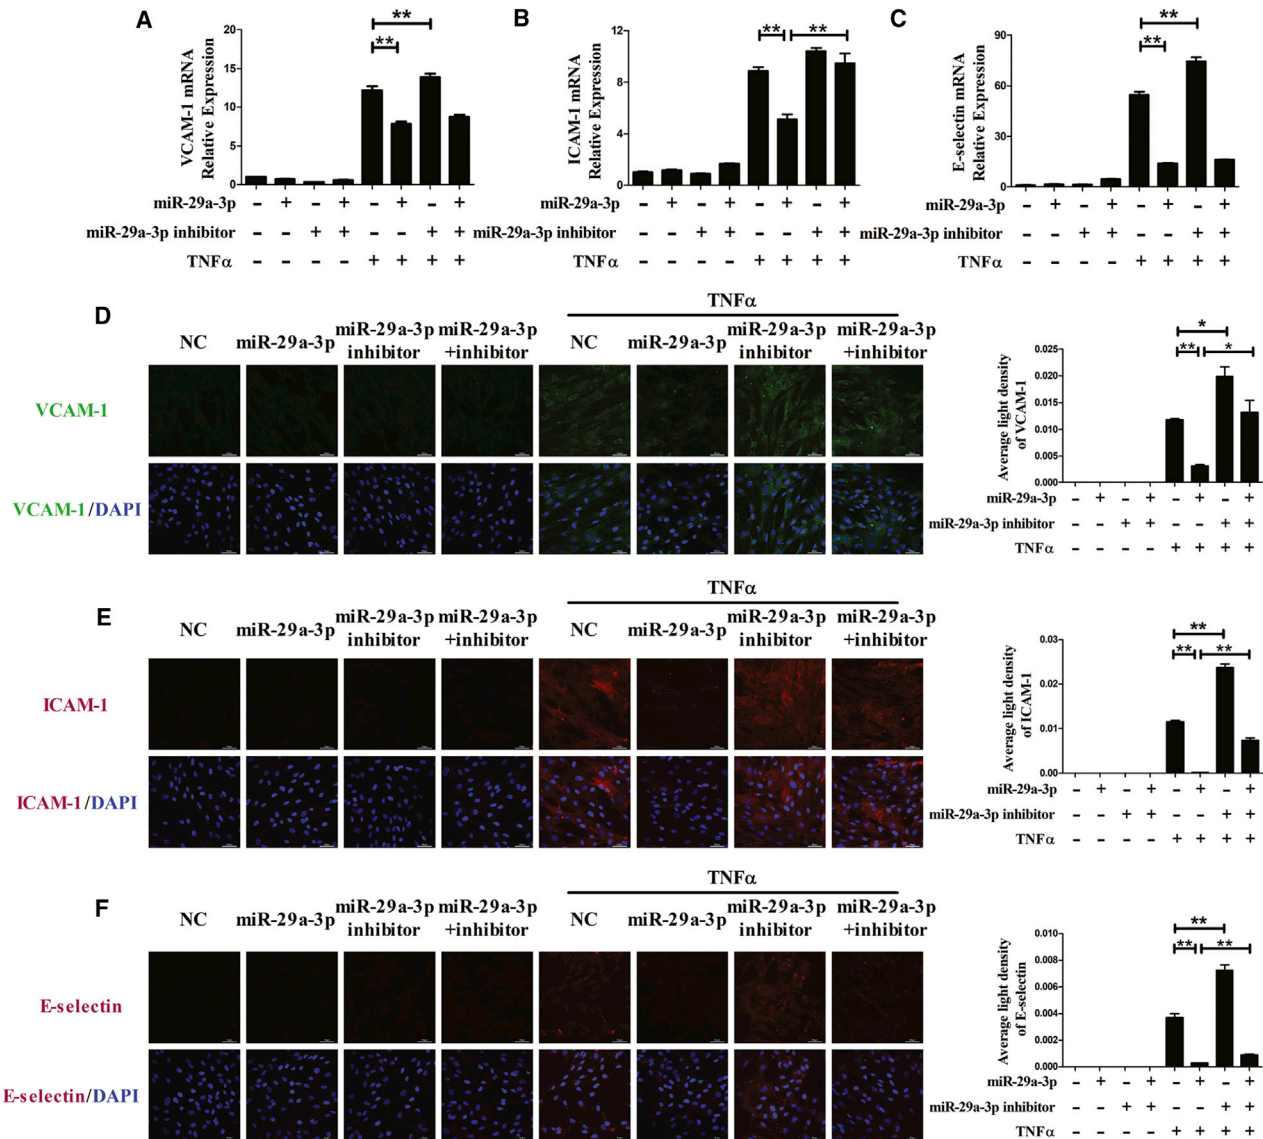 A
VCAM-1 mRNA
Relative Expression
20
15
10
5
0
**
**
miR-29a-3p - + - + - + - +
miR-29a-3p inhibitor - - + + - - + +
TNFα - - - - + + + +
B
ICAM-1 mRNA
Relative Expression
12
8
4
0
** **
miR-29a-3p - + - + - + - +
miR-29a-3p inhibitor - - + + - - + +
TNFα - - - - + + + +
C
E-selectin mRNA
Relative Expression
90
60
30
0
**
**
miR-29a-3p - + - + - + - +
miR-29a-3p inhibitor - - + + - - + +
TNFα - - - - + + + +
D
TNFα
NC miR-29a-3p miR-29a-3p inhibitor miR-29a-3p +inhibitor NC miR-29a-3p miR-29a-3p inhibitor miR-29a-3p +inhibitor
VCAM-1
VCAM-1/DAPI
Average light density
of VCAM-1
0.025
0.020
0.015
0.010
0.005
0.000
*
** *
miR-29a-3p - + - + - + - +
miR-29a-3p inhibitor - - + + - - + +
TNFα - - - - + + + +
E
TNFα
NC miR-29a-3p miR-29a-3p inhibitor miR-29a-3p +inhibitor NC miR-29a-3p miR-29a-3p inhibitor miR-29a-3p +inhibitor
ICAM-1
ICAM-1/DAPI
Average light density
of ICAM-1
0.03
0.02
0.01
0.00
**
** **
miR-29a-3p - + - + - + - +
miR-29a-3p inhibitor - - + + - - + +
TNFα - - - - + + + +
F
TNFα
NC miR-29a-3p miR-29a-3p inhibitor miR-29a-3p +inhibitor NC miR-29a-3p miR-29a-3p inhibitor miR-29a-3p +inhibitor
E-selectin
E-selectin/DAPI
Average light density
of E-selectin
0.010
0.008
0.006
0.004
0.002
0.000
**
** **
miR-29a-3p - + - + - + - +
miR-29a-3p inhibitor - - + + - - + +
TNFα - - - - + + + +